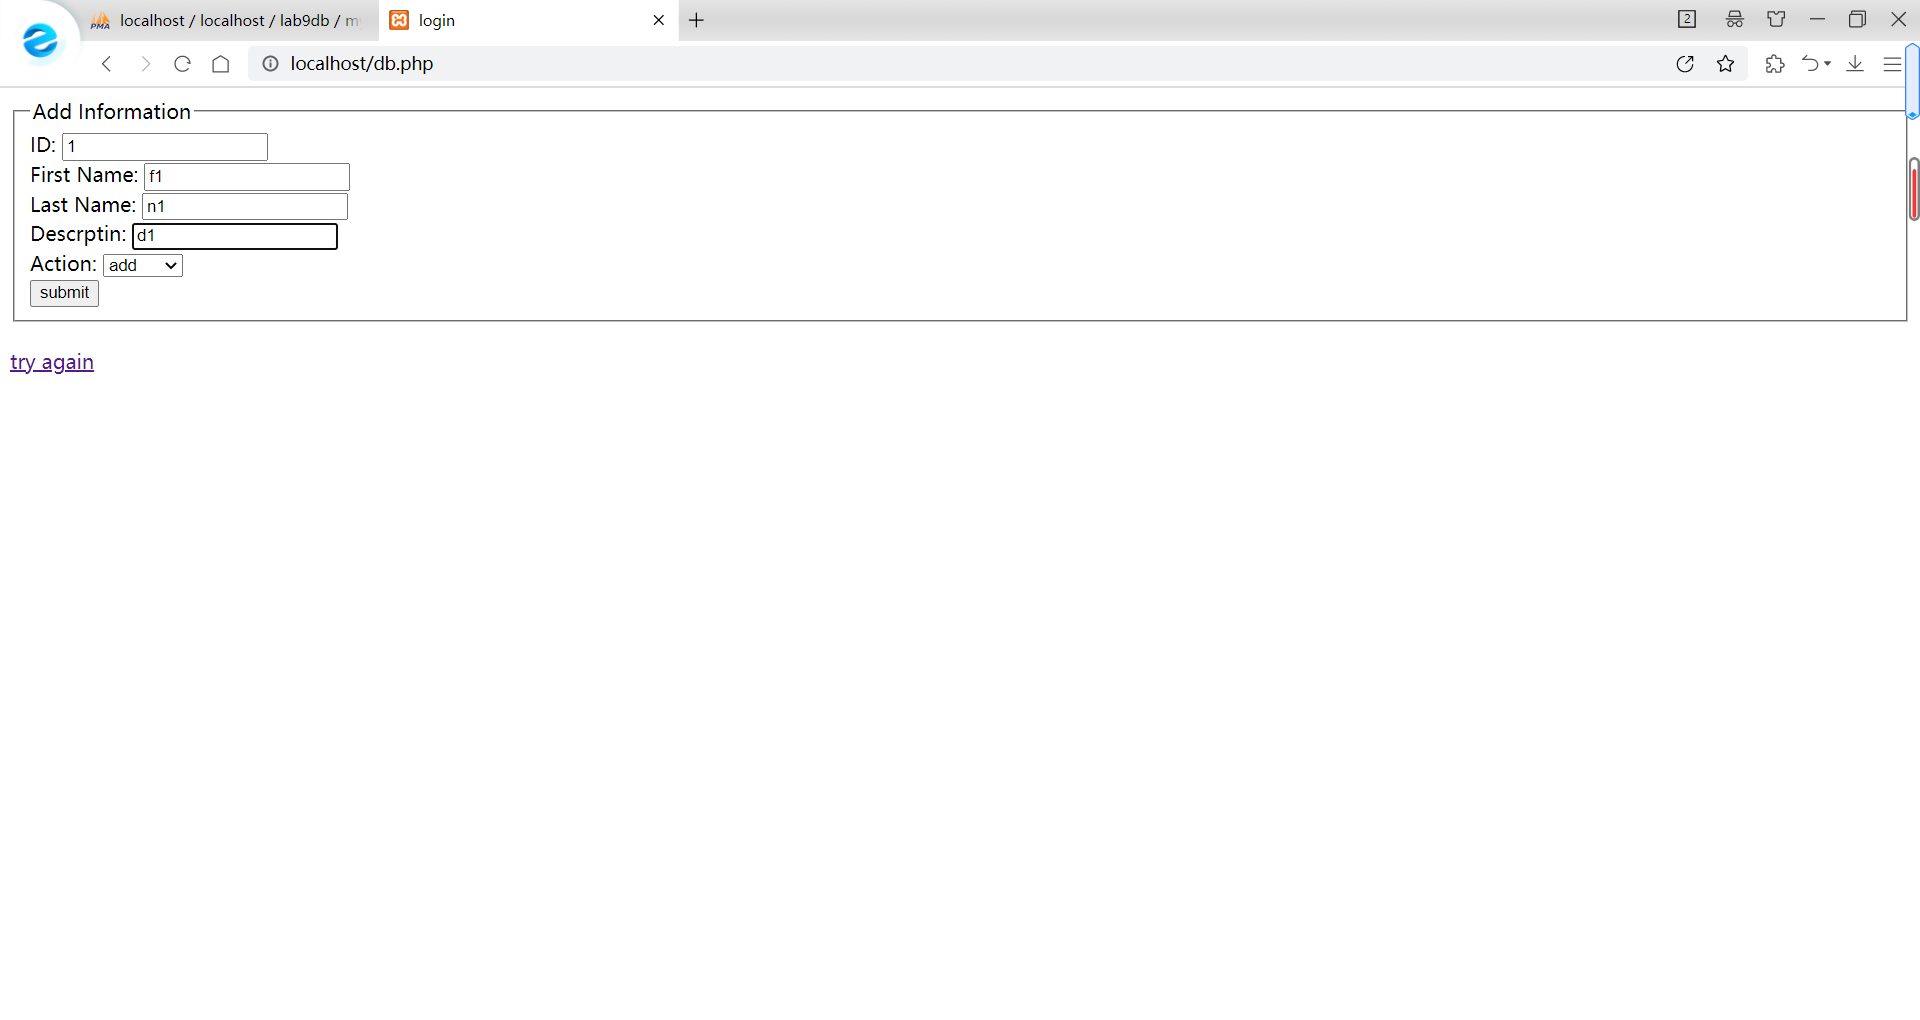 PMA localhost / localhost / lab9db / m
login
2
localhost/db.php
Add Information
ID: 1
First Name: f1
Last Name: n1
Descrptin: d1
Action: add
submit
try again